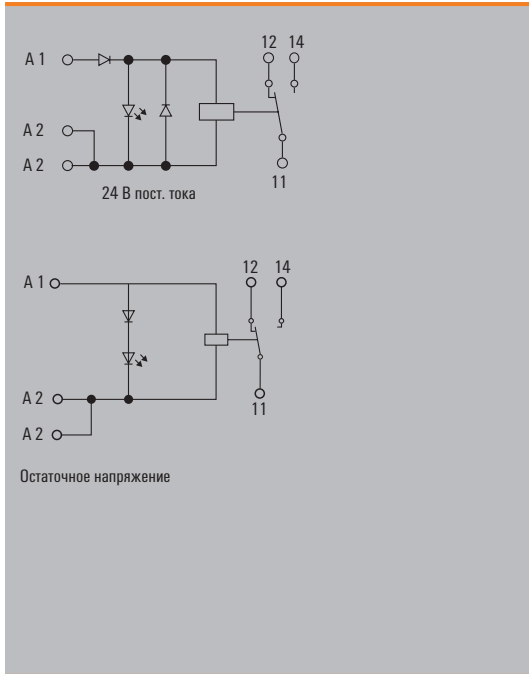 12 14
A 1
A 2
A 2
11
24 В пост. тока
12 14
A 1
A 2
11
A 2
Остаточное напряжение